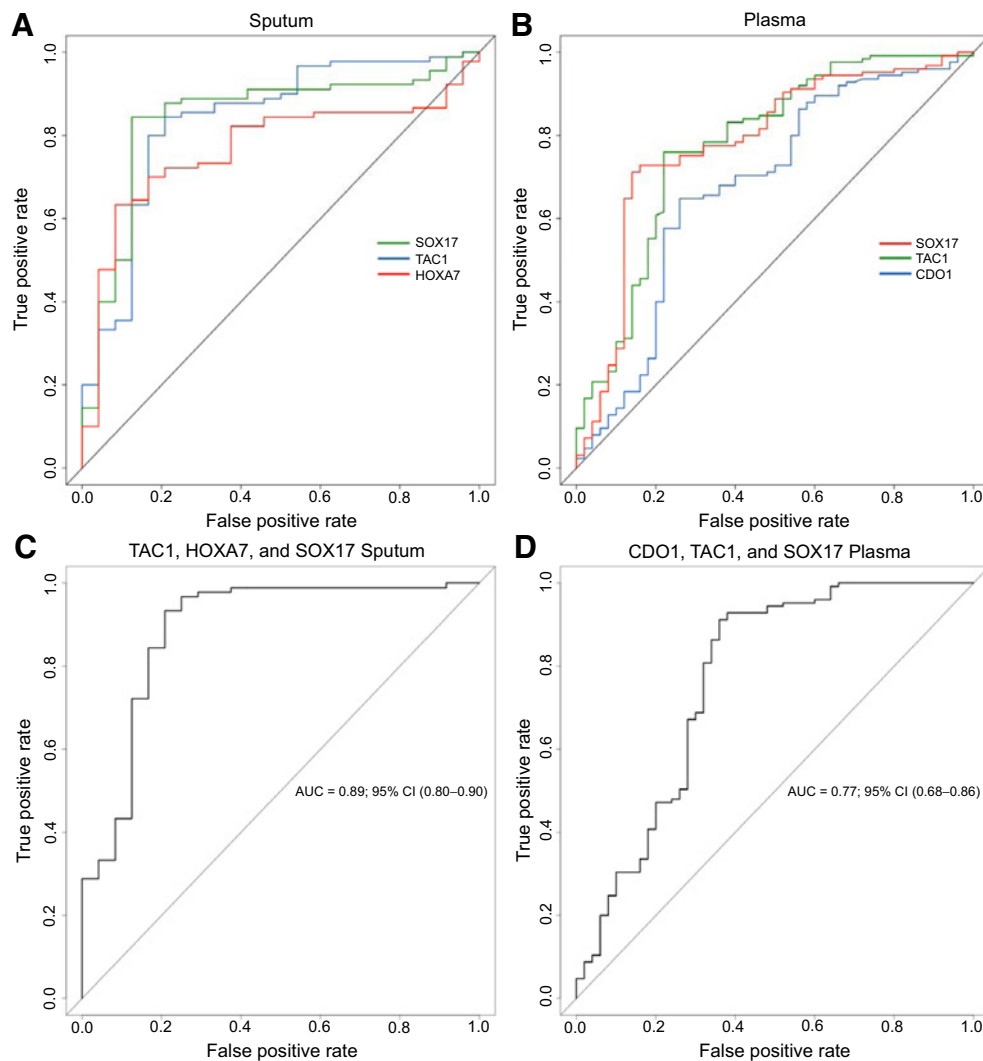 A
Sputum
True positive rate
1.0
0.8
0.6
0.4
0.2
0.0
SOX17
TAC1
HOXA7
0.0 0.2 0.4 0.6 0.8 1.0
False positive rate
B
Plasma
True positive rate
1.0
0.8
0.6
0.4
0.2
0.0
SOX17
TAC1
CDO1
0.0 0.2 0.4 0.6 0.8 1.0
False positive rate
C
TAC1, HOXA7, and SOX17 Sputum
True positive rate
1.0
0.8
0.6
0.4
0.2
0.0
AUC = 0.89; 95% CI (0.80–0.90)
0.0 0.2 0.4 0.6 0.8 1.0
False positive rate
D
CDO1, TAC1, and SOX17 Plasma
True positive rate
1.0
0.8
0.6
0.4
0.2
0.0
AUC = 0.77; 95% CI (0.68–0.86)
0.0 0.2 0.4 0.6 0.8 1.0
False positive rate